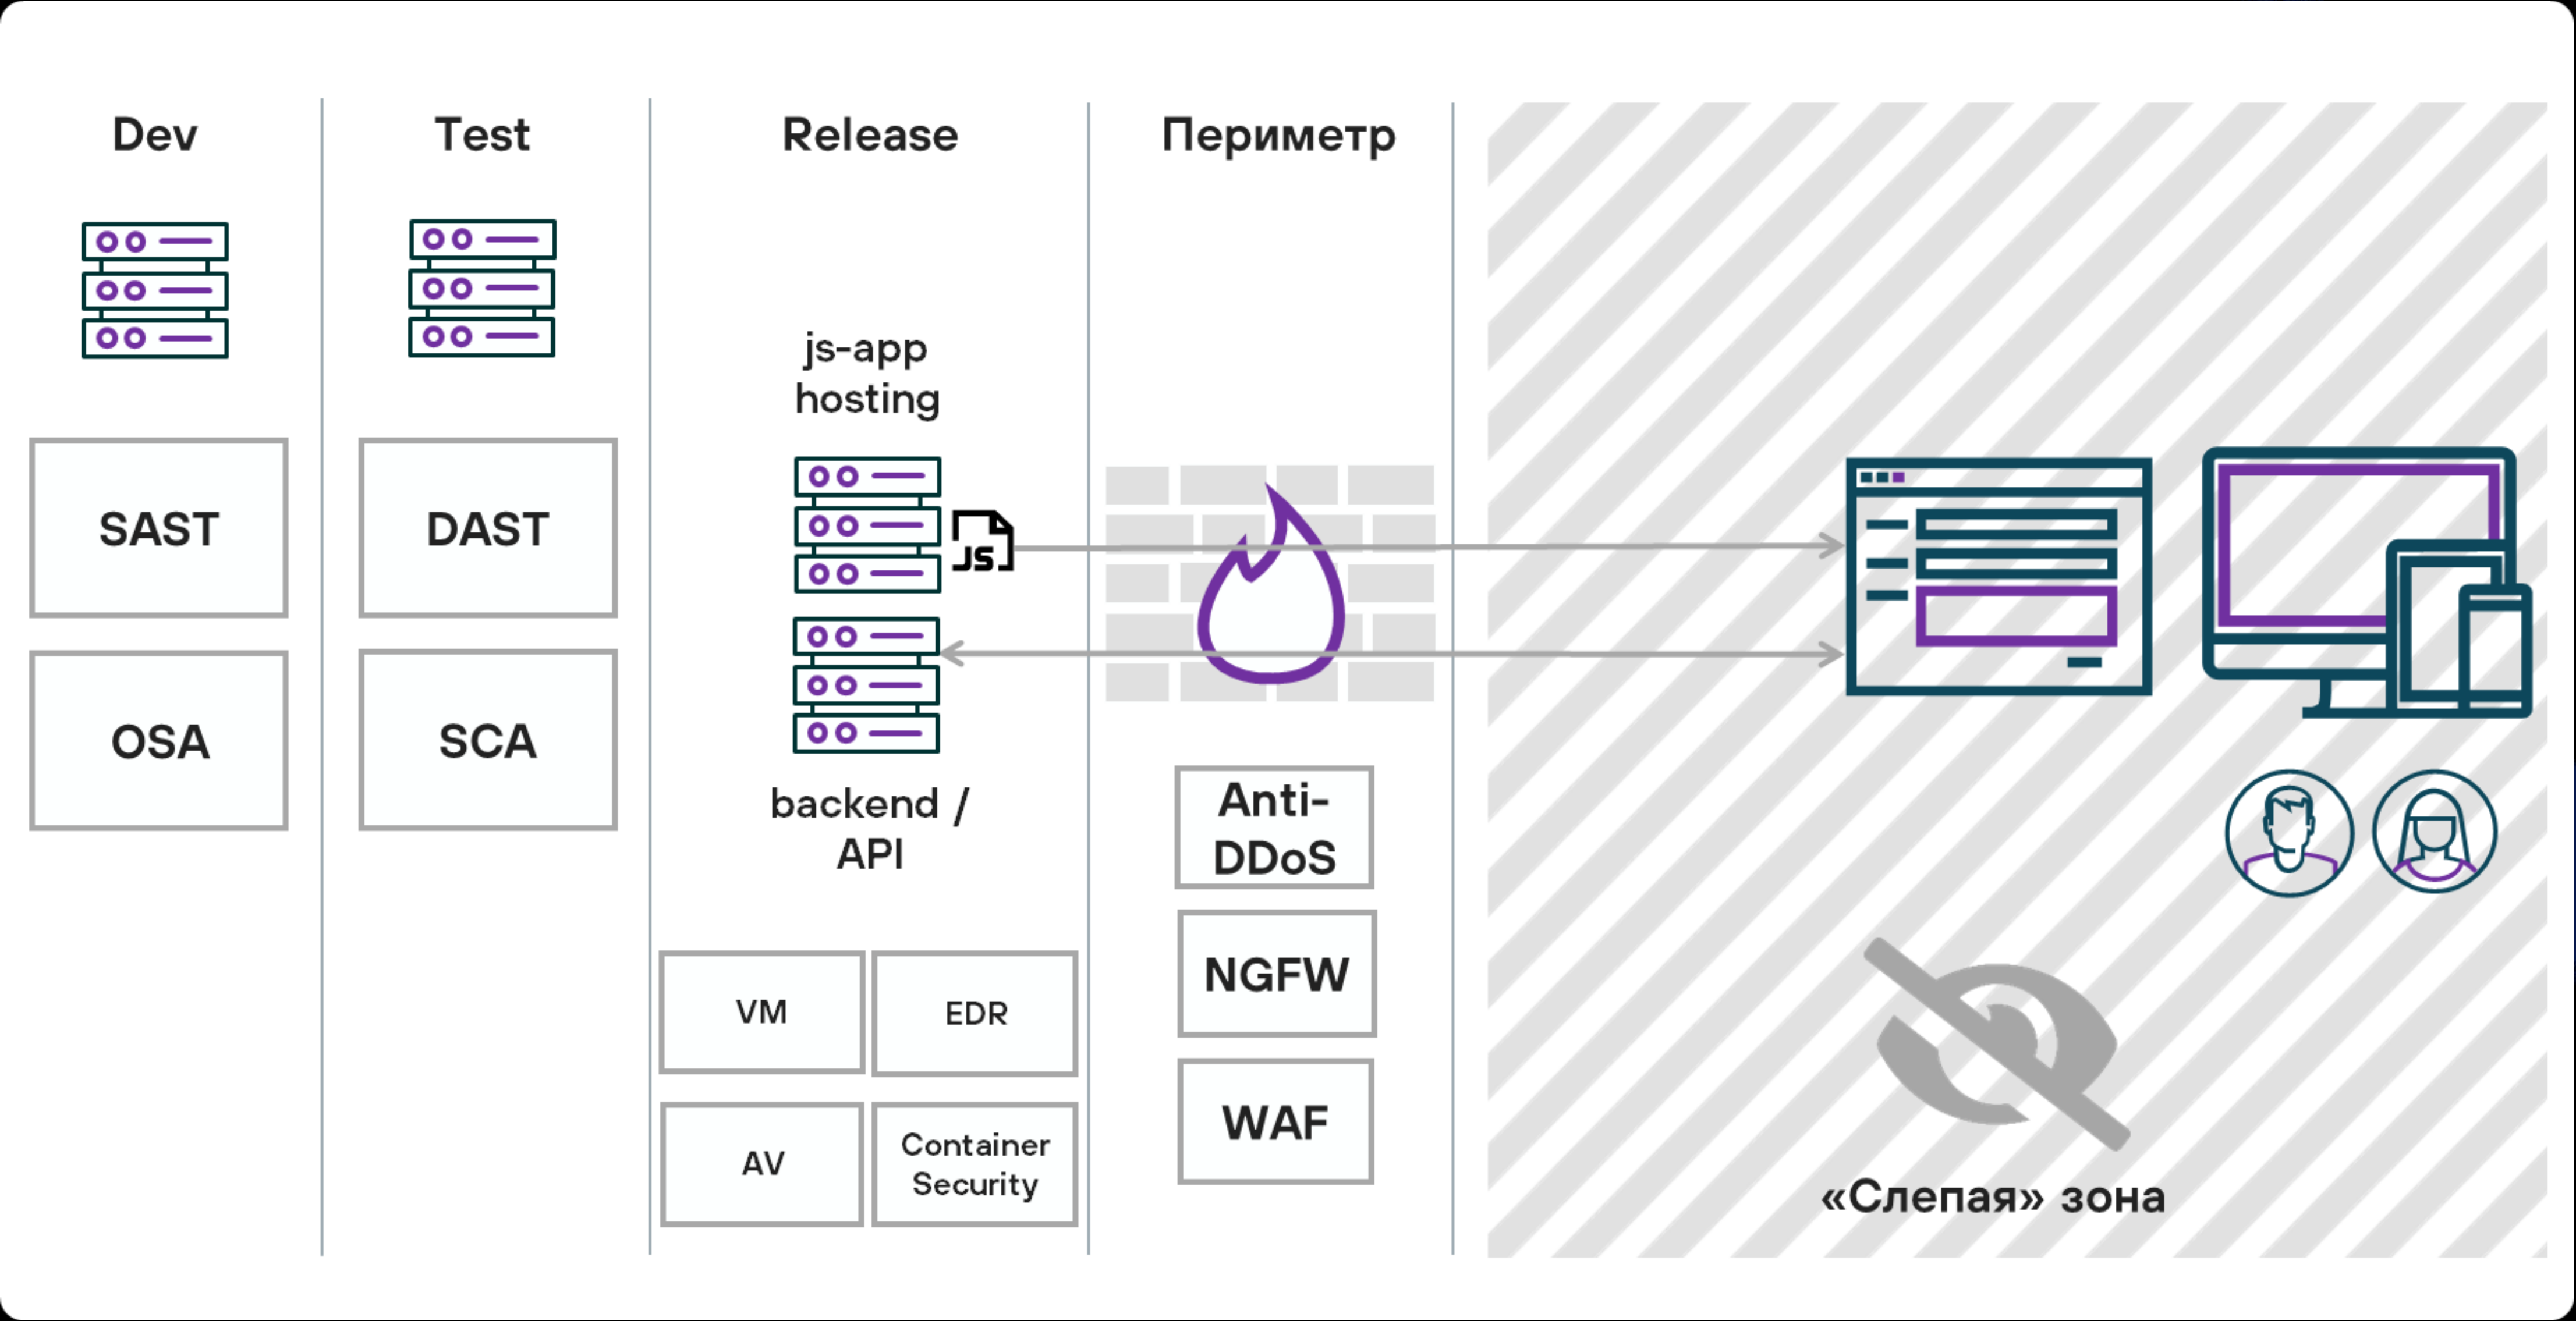 Dev
SAST
OSA
Test
DAST
SCA
Release
js-app
hosting
JS
backend /
API
VM
EDR
AV
Container
Security
Периметр
Anti-
DDoS
NGFW
WAF
«Слепая» зона